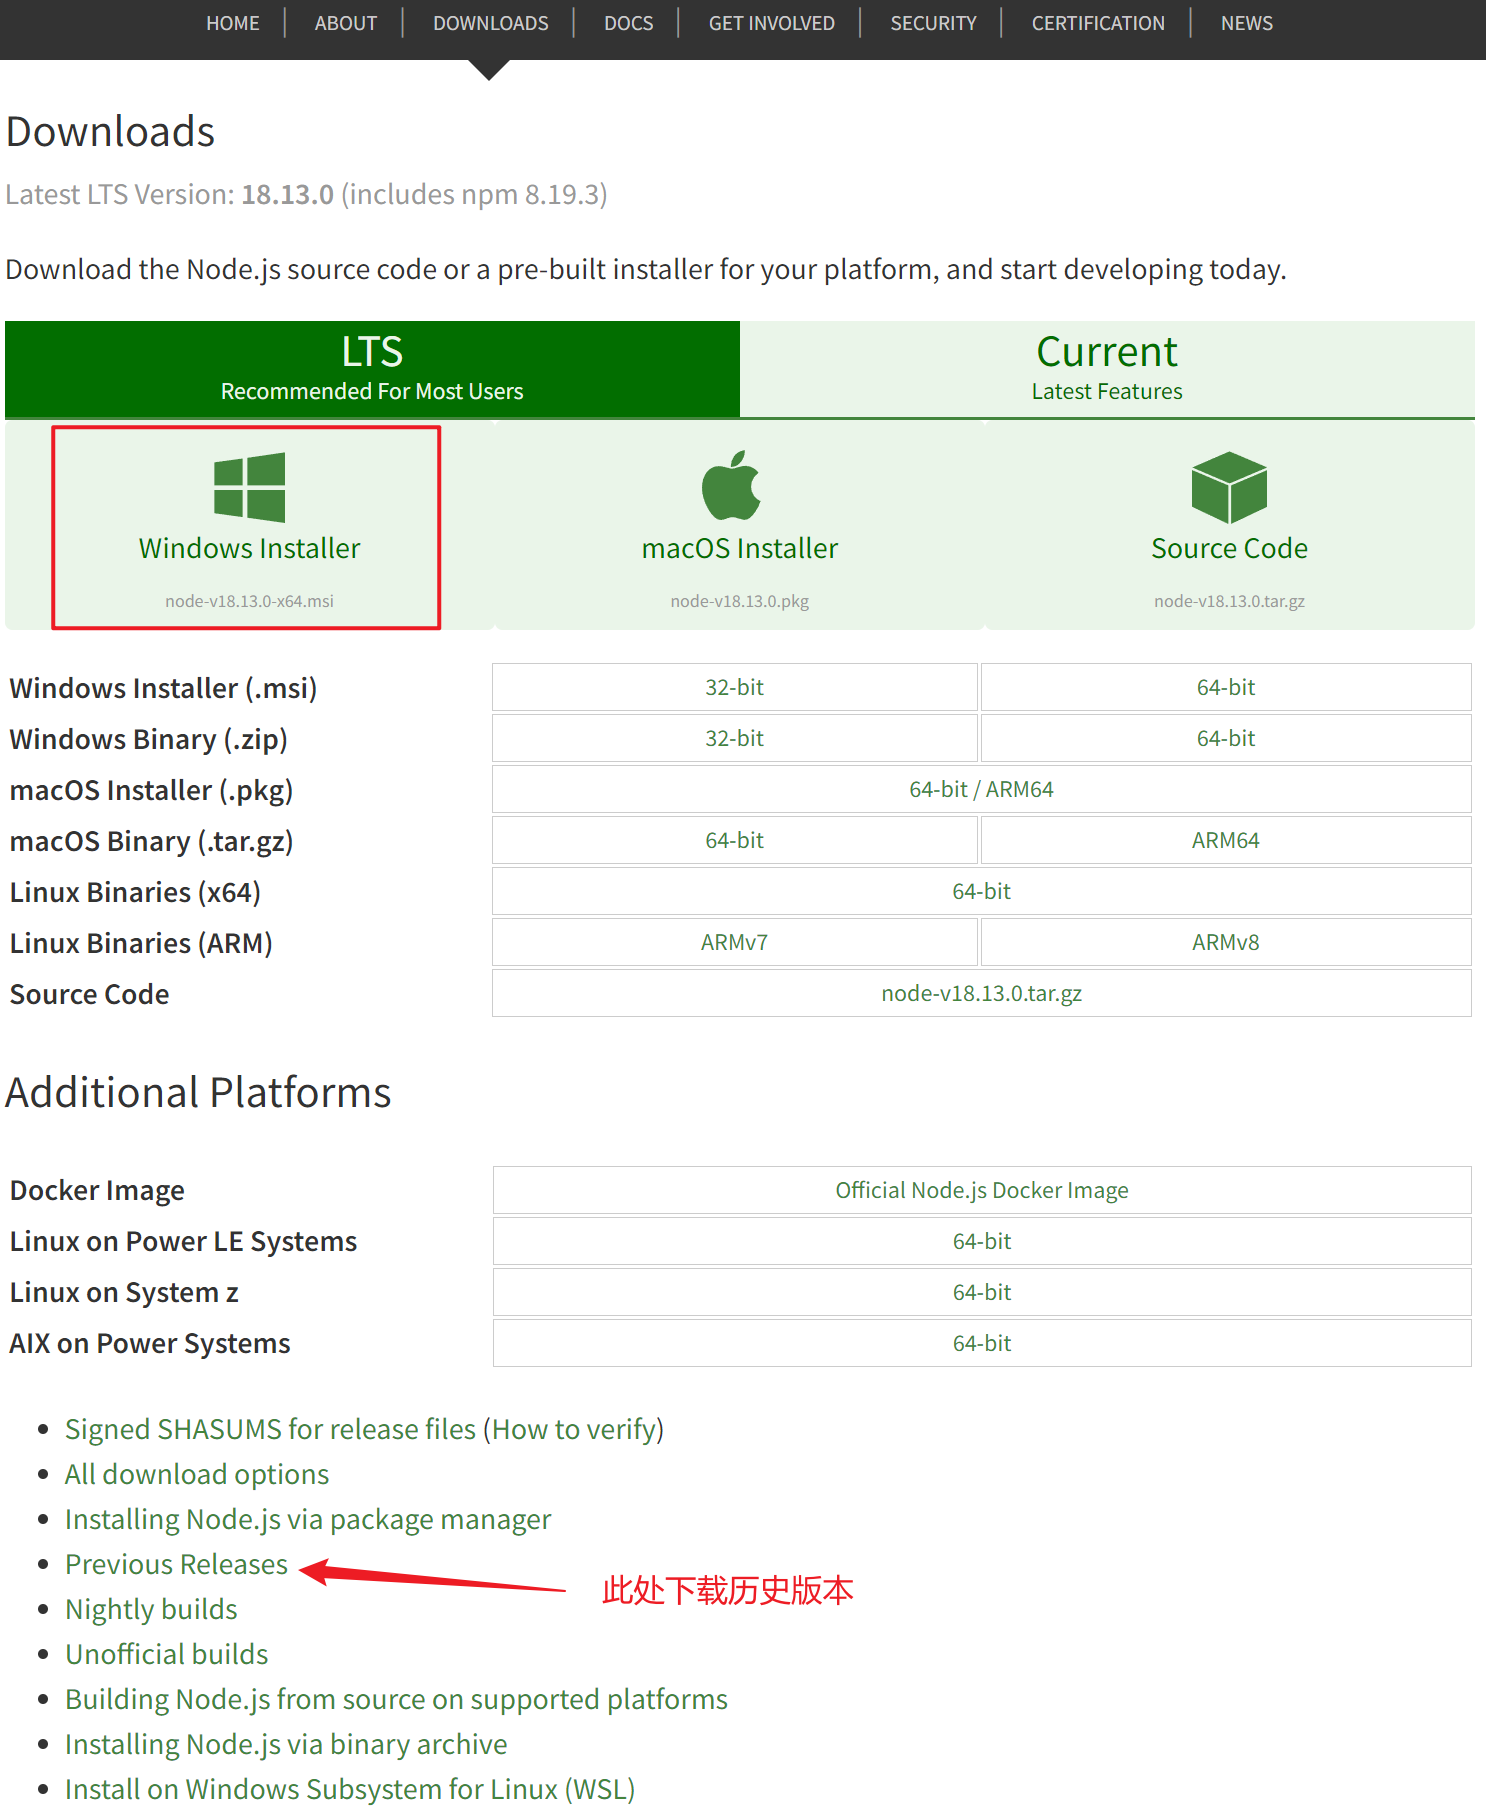 HOME ABOUT DOWNLOADS DOCS GET INVOLVED SECURITY CERTIFICATION NEWS
Downloads
Latest LTS Version: 18.13.0 (includes npm 8.19.3)
Download the Node.js source code or a pre-built installer for your platform, and start developing today.
LTS
Recommended For Most Users
Current
Latest Features
Windows Installer
node-v18.13.0-x64.msi
macOS Installer
node-v18.13.0.pkg
Source Code
node-v18.13.0.tar.gz
Windows Installer (.msi) 32-bit 64-bit
Windows Binary (.zip) 32-bit 64-bit
macOS Installer (.pkg) 64-bit / ARM64
macOS Binary (.tar.gz) 64-bit ARM64
Linux Binaries (x64) 64-bit
Linux Binaries (ARM) ARMv7 ARMv8
Source Code node-v18.13.0.tar.gz
Additional Platforms
Docker Image Official Node.js Docker Image
Linux on Power LE Systems 64-bit
Linux on System z 64-bit
AIX on Power Systems 64-bit
Signed SHASUMS for release files (How to verify)
All download options
Installing Node.js via package manager
Previous Releases
此处下载历史版本
Nightly builds
Unofficial builds
Building Node.js from source on supported platforms
Installing Node.js via binary archive
Install on Windows Subsystem for Linux (WSL)